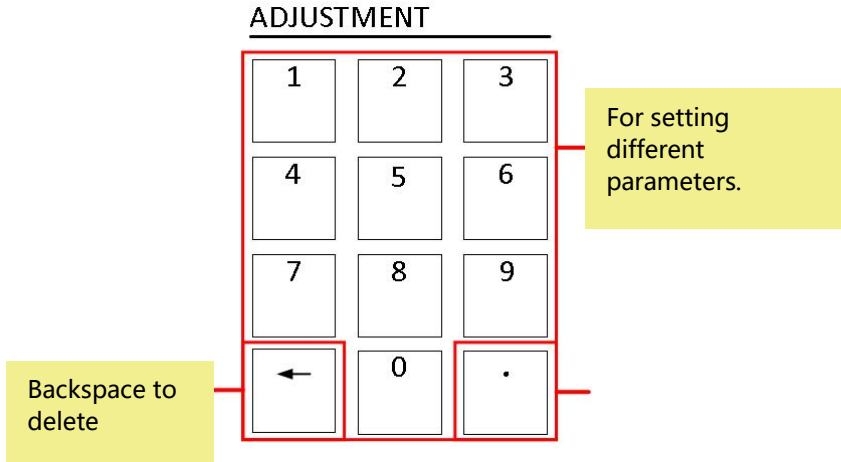 ADJUSTMENT
1 2 3
For setting
different
parameters.
4 5 6
7 8 9
← 0 .
Backspace to
delete